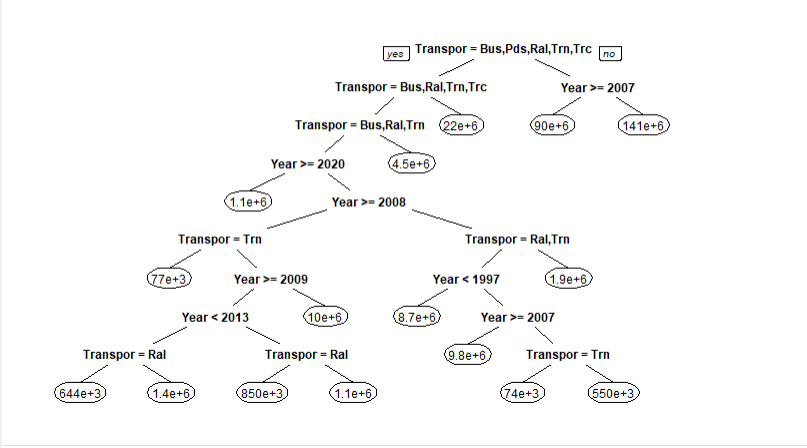 yes Transpor = Bus,Pds,Ral,Trn,Trc no
Transpor = Bus,Ral,Trn,Trc Year >= 2007
Transpor = Bus,Ral,Trn 22e+6 90e+6 141e+6
Year >= 2020 4.5e+6
1.1e+6 Year >= 2008
Transpor = Trn Transpor = Ral,Trn
77e+3 Year >= 2009 Year < 1997 1.9e+6
Year < 2013 10e+6 8.7e+6 Year >= 2007
Transpor = Ral Transpor = Ral 9.8e+6 Transpor = Trn
644e+3 1.4e+6 850e+3 1.1e+6 74e+3 550e+3